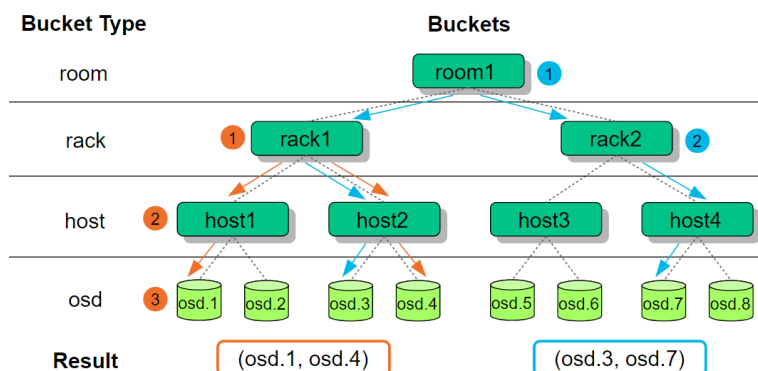 Bucket Type Buckets
room room1 1
rack 1 rack1 rack2 2
host 2 host1 host2 host3 host4
osd 3 osd.1 osd.2 osd.3 osd.4 osd.5 osd.6 osd.7 osd.8
Result (osd.1, osd.4) (osd.3, osd.7)